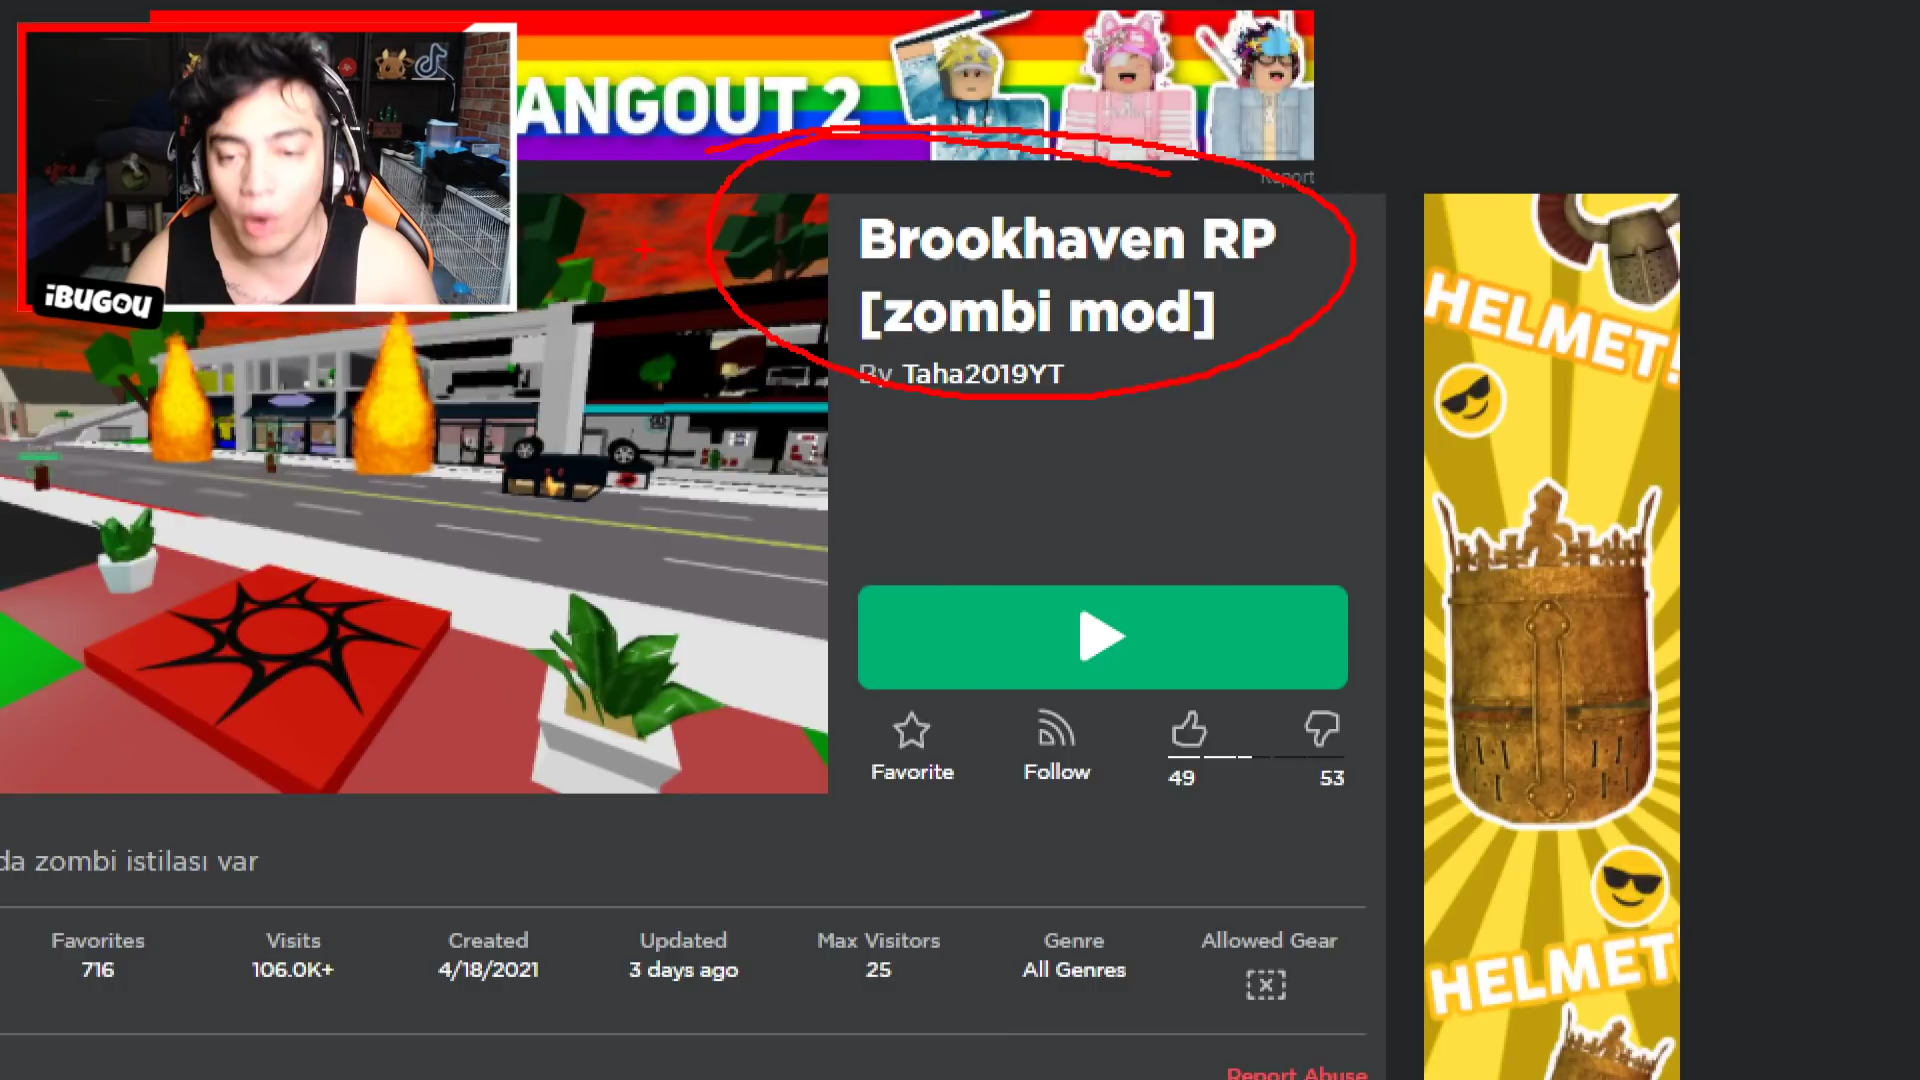 ANGOUT 2
iBUGOU
Report
Brookhaven RP
[zombi mod]
By Taha2019YT
Favorite
Follow
49
53
da zombi istilası var
Favorites
Visits
Created
Updated
Max Visitors
Genre
Allowed Gear
716
106.0K+
4/18/2021
3 days ago
25
All Genres
Report Abuse
HELMET!
HELMET!